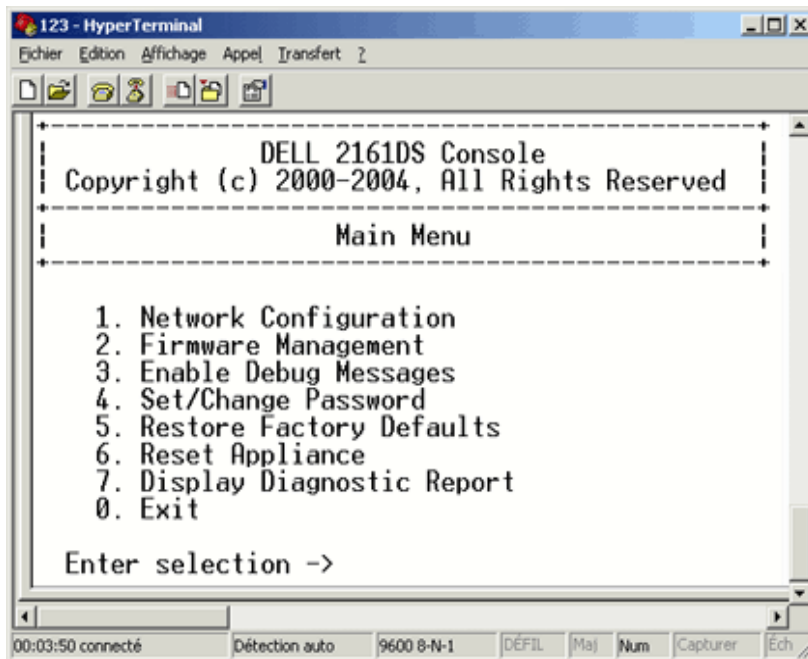 123 - HyperTerminal
Fichier Edition Affichage Appel Transfert ?
DELL 2161DS Console
Copyright (c) 2000-2004, All Rights Reserved
Main Menu
1. Network Configuration
2. Firmware Management
3. Enable Debug Messages
4. Set/Change Password
5. Restore Factory Defaults
6. Reset Appliance
7. Display Diagnostic Report
0. Exit
Enter selection ->
00:03:50 connecté Détection auto 9600 8-N-1 DÉFIL Maj Num Capturer Éch